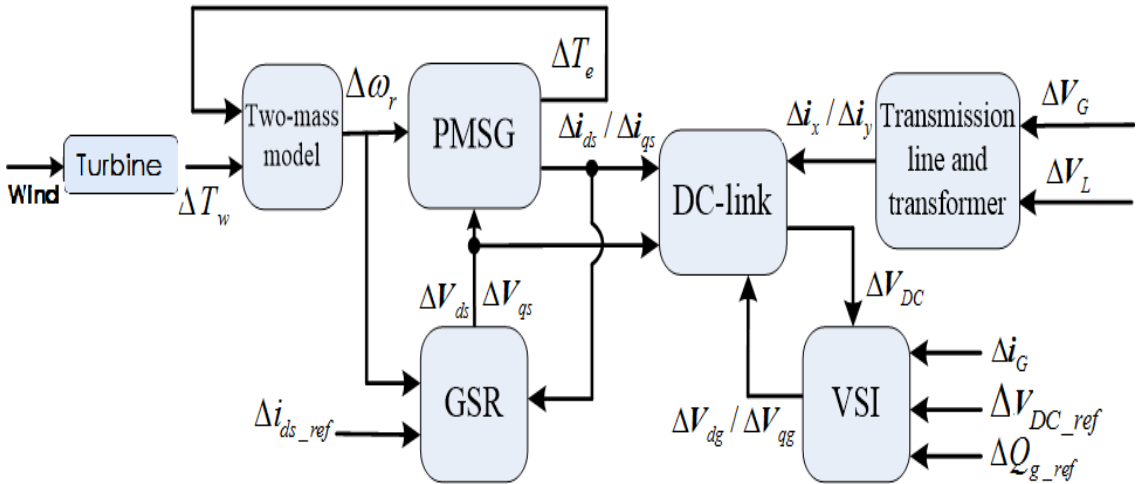 ΔT_e
Δω_r
Two-mass
model
PMSG
Δi_ds / Δi_qs
Δi_x / Δi_y
Transmission
line and
transformer
ΔV_G
ΔV_L
Wind
Turbine
ΔT_w
DC-link
ΔV_ds
ΔV_qs
ΔV_DC
GSR
Δi_ds_ref
ΔV_dg / ΔV_qg
VSI
Δi_G
ΔV_DC_ref
ΔQ_g_ref